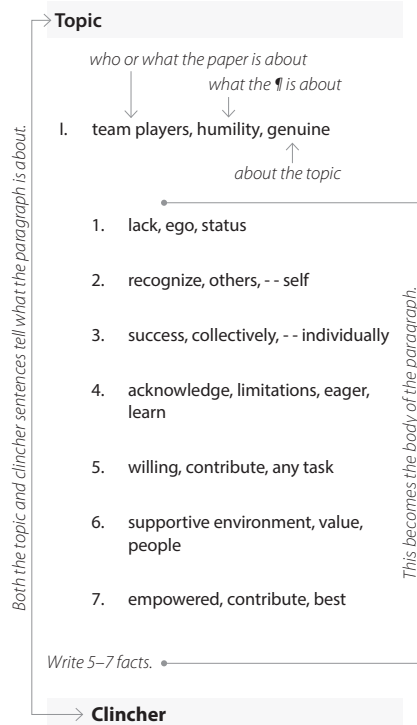 Topic
who or what the paper is about
what the ¶ is about
I. team players, humility, genuine
about the topic
1. lack, ego, status
2. recognize, others, - - self
3. success, collectively, - - individually
4. acknowledge, limitations, eager,
learn
5. willing, contribute, any task
6. supportive environment, value,
people
7. empowered, contribute, best
Write 5–7 facts.
Clincher
Both the topic and clincher sentences tell what the paragraph is about.
This becomes the body of the paragraph.